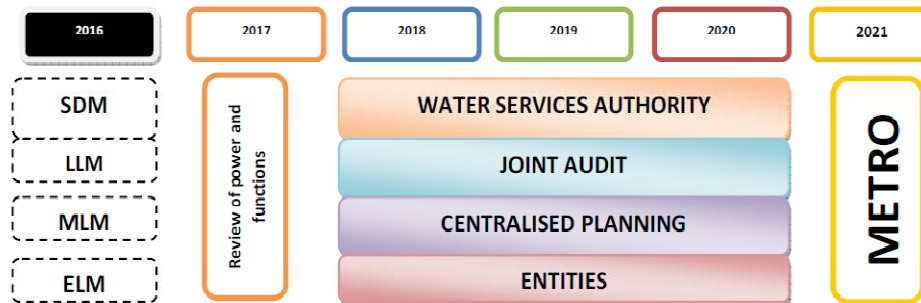 2016
2017
2018
2019
2020
2021
SDM
LLM
MLM
ELM
Review of power and
functions
WATER SERVICES AUTHORITY
JOINT AUDIT
CENTRALISED PLANNING
ENTITIES
METRO